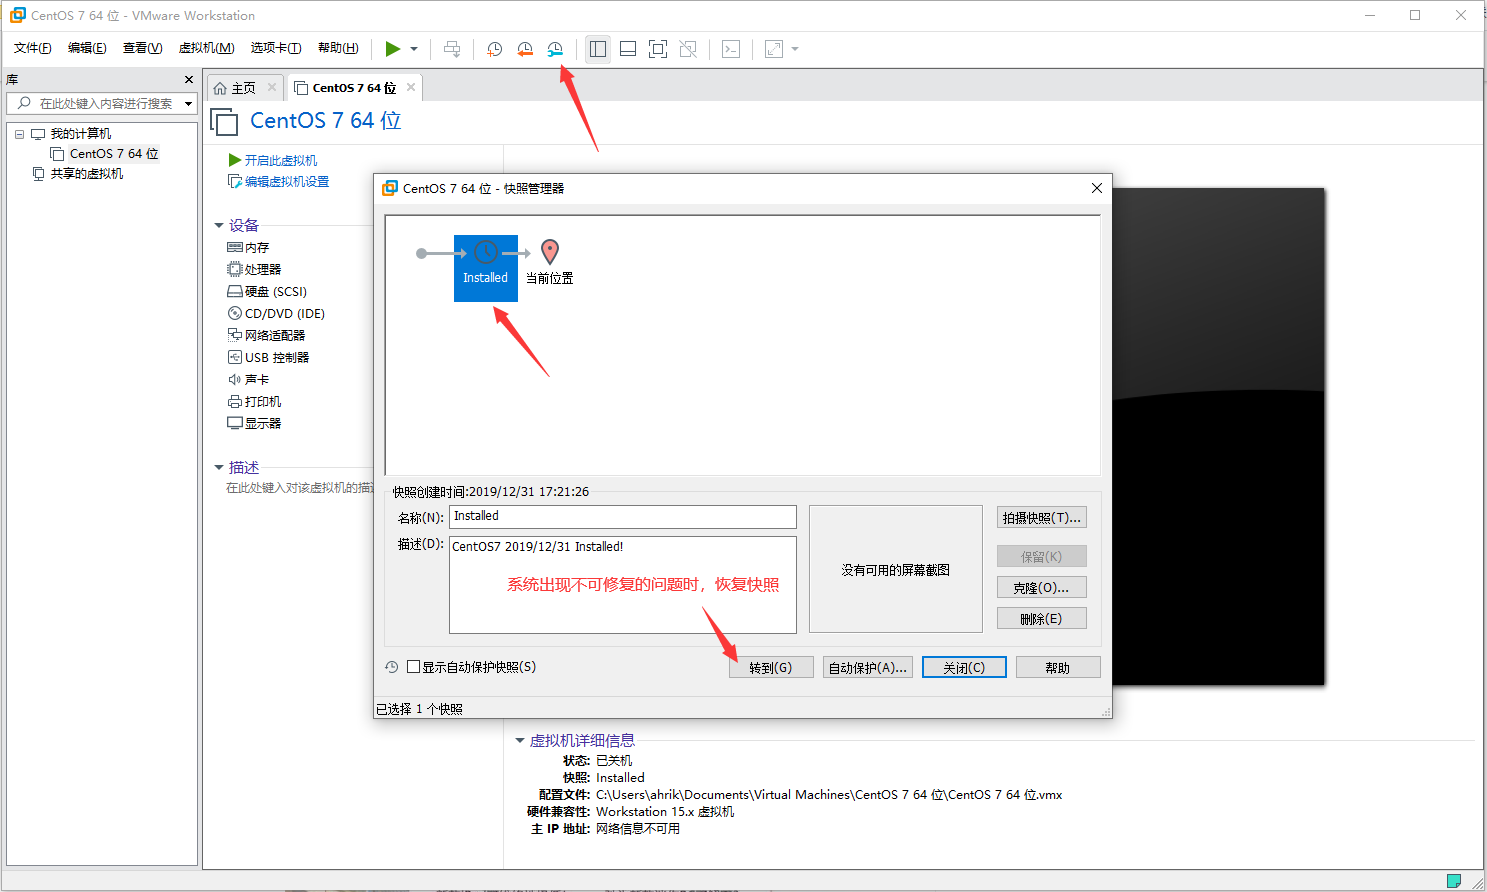 CentOS 7 64 位 - VMware Workstation
文件(F) 编辑(E) 查看(V) 虚拟机(M) 选项卡(T) 帮助(H)
库
在此处键入内容进行搜索
我的计算机
CentOS 7 64 位
共享的虚拟机
主页
CentOS 7 64 位
CentOS 7 64 位
开启此虚拟机
编辑虚拟机设置
设备
内存
处理器
硬盘 (SCSI)
CD/DVD (IDE)
网络适配器
USB 控制器
声卡
打印机
显示器
描述
在此处键入对该虚拟机的描
CentOS 7 64 位 - 快照管理器
Installed
当前位置
快照创建时间:2019/12/31 17:21:26
名称(N):
Installed
描述(D):
CentOS7 2019/12/31 Installed!
系统出现不可修复的问题时，恢复快照
没有可用的屏幕截图
拍摄快照(T)...
保留(K)
克隆(O)...
删除(E)
显示自动保护快照(S)
转到(G)
自动保护(A)...
关闭(C)
帮助
已选择 1 个快照
虚拟机详细信息
状态: 已关机
快照: Installed
配置文件: C:\Users\ahrik\Documents\Virtual Machines\CentOS 7 64 位\CentOS 7 64 位.vmx
硬件兼容性: Workstation 15.x 虚拟机
主 IP 地址: 网络信息不可用